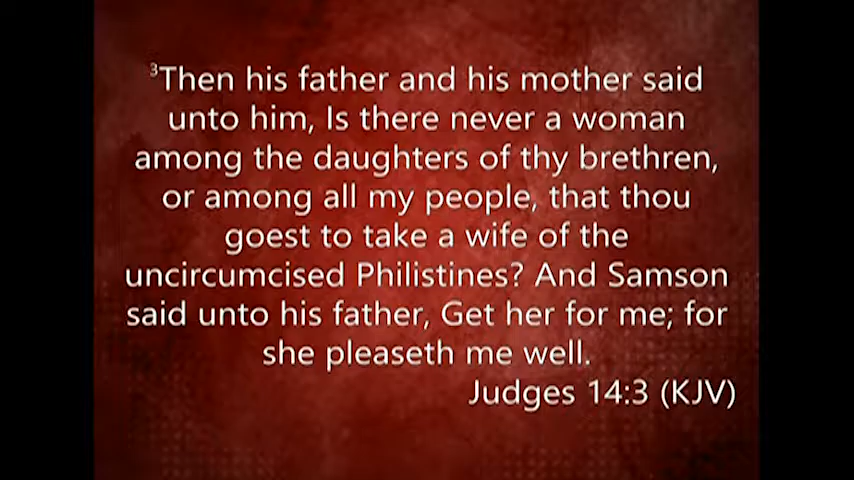 ³Then his father and his mother said
unto him, Is there never a woman
among the daughters of thy brethren,
or among all my people, that thou
goest to take a wife of the
uncircumcised Philistines? And Samson
said unto his father, Get her for me; for
she pleaseth me well.
Judges 14:3 (KJV)